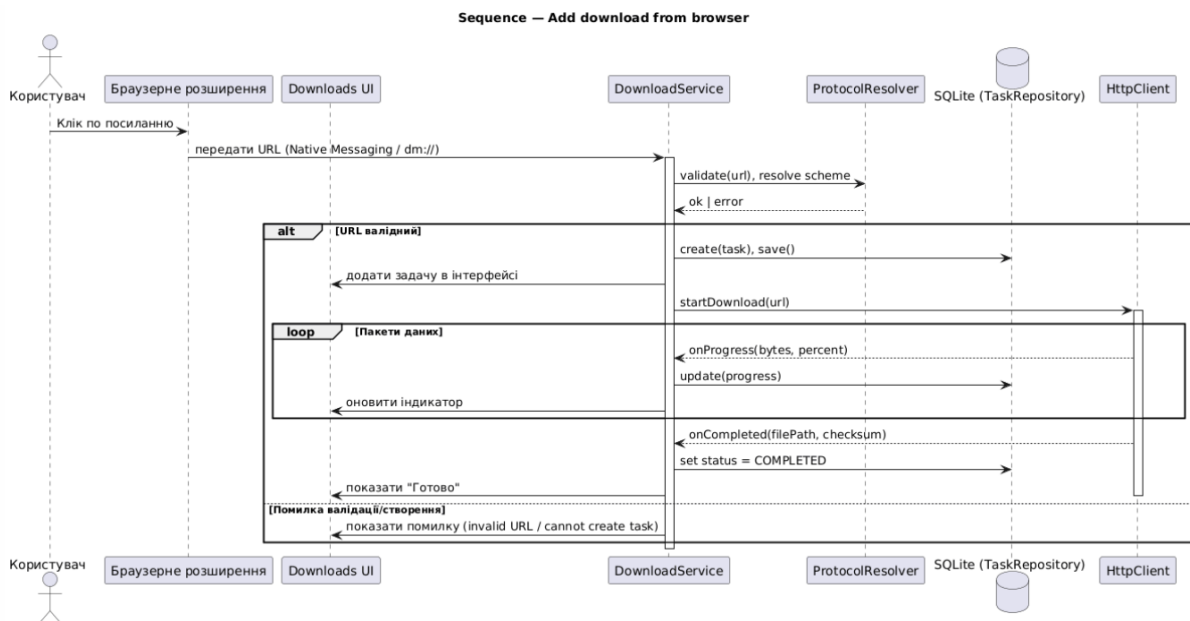 Sequence — Add download from browser
Користувач
Браузерне розширення
Downloads UI
DownloadService
ProtocolResolver
SQLite (TaskRepository)
HttpClient
Клік по посиланню
передати URL (Native Messaging / dm://)
validate(url), resolve scheme
ok | error
alt
[URL валідний]
create(task), save()
додати задачу в інтерфейсі
startDownload(url)
loop
[Пакети даних]
onProgress(bytes, percent)
update(progress)
оновити індикатор
onCompleted(filePath, checksum)
set status = COMPLETED
показати "Готово"
[Помилка валідації/створення]
показати помилку (invalid URL / cannot create task)
Користувач
Браузерне розширення
Downloads UI
DownloadService
ProtocolResolver
SQLite (TaskRepository)
HttpClient